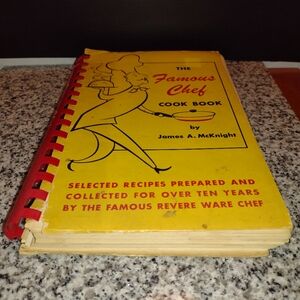 THE
Famous
Chef
COOK BOOK
by
James A. McKnight
SELECTED RECIPES PREPARED AND
COLLECTED FOR OVER TEN YEARS
BY THE FAMOUS REVERE WARE CHEF